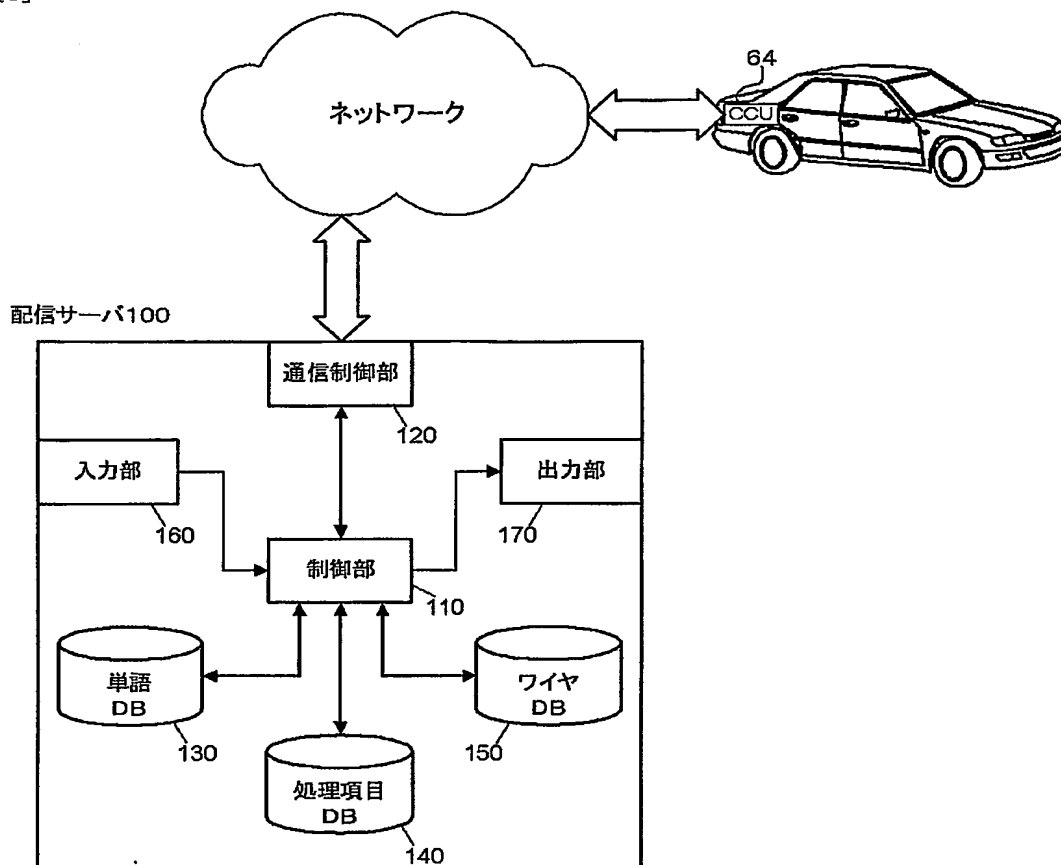 ネットワーク
64
CCU
配信サーバ100
通信制御部
120
入力部
160
出力部
170
制御部
110
単語
DB
130
ワイヤ
DB
150
処理項目
DB
140